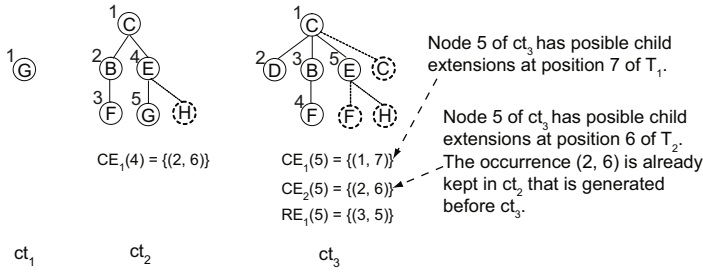 1
G
1
C
2
B
4
E
3
F
5
G
H
CE1(4) = {(2, 6)}
1
C
2
D
3
B
5
E
C
4
F
F
H
CE1(5) = {(1, 7)}
CE2(5) = {(2, 6)}
RE1(5) = {(3, 5)}
Node 5 of ct3 has posible child
extensions at position 7 of T1.
Node 5 of ct3 has posible child
extensions at position 6 of T2.
The occurrence (2, 6) is already
kept in ct2 that is generated
before ct3.
ct1
ct2
ct3